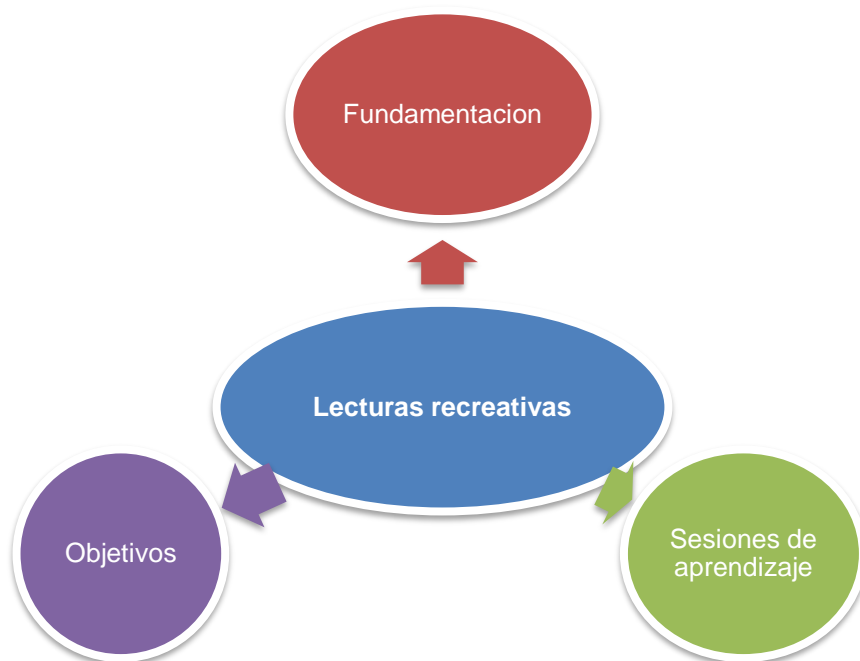 Fundamentacion
Lecturas recreativas
Objetivos
Sesiones de
aprendizaje